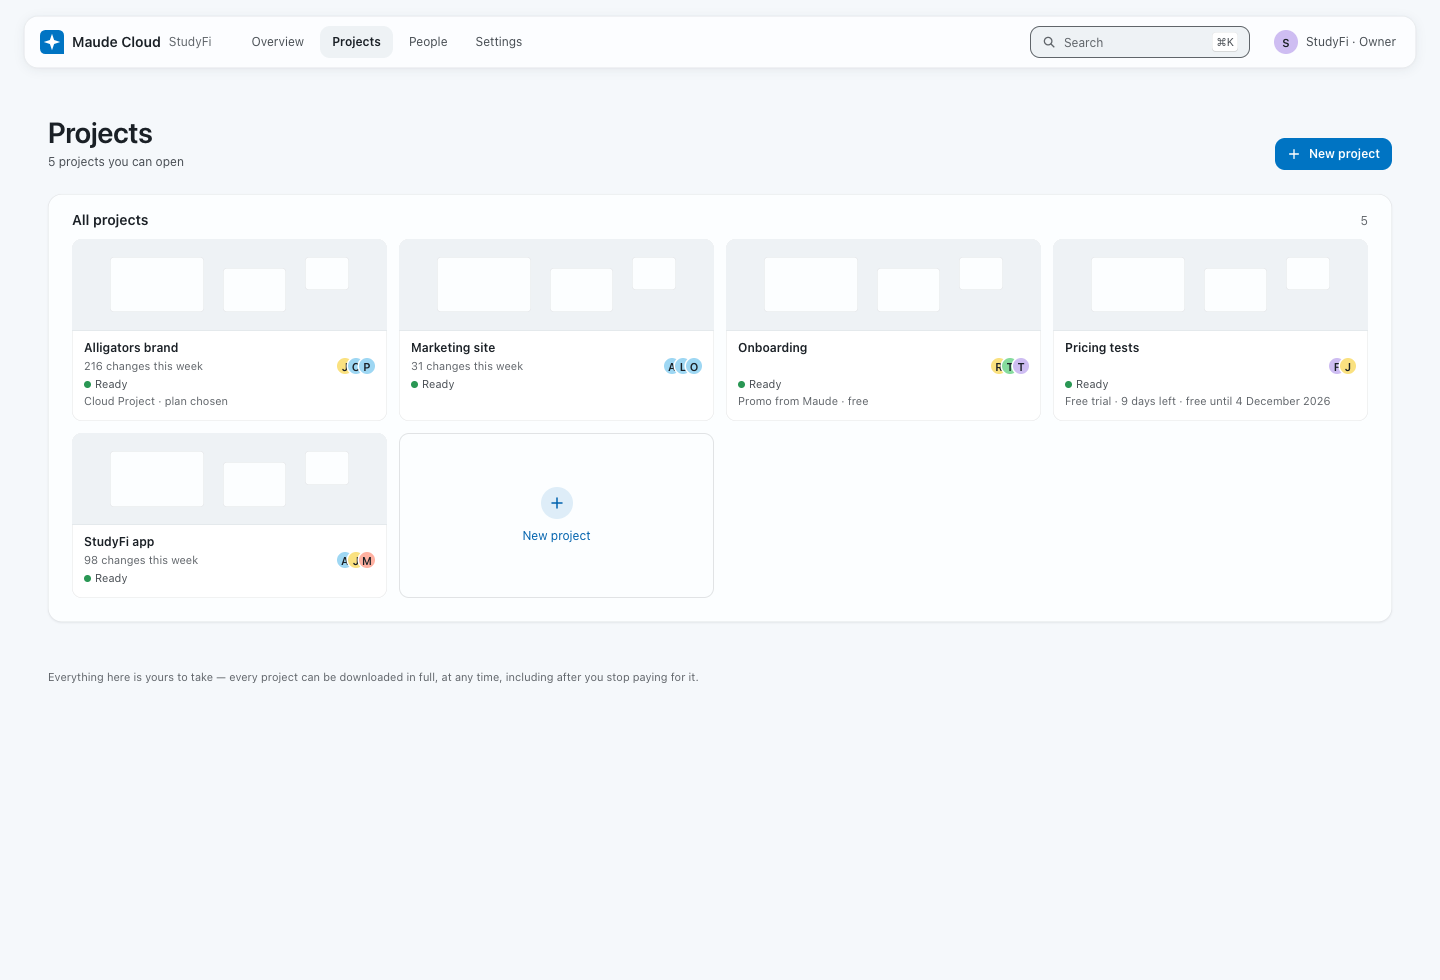 Maude Cloud StudyFi Overview Projects People Settings Search ⌘K S StudyFi · Owner
Projects
5 projects you can open
+ New project
All projects 5
Alligators brand
216 changes this week J C P
Ready
Cloud Project · plan chosen
Marketing site
31 changes this week A L O
Ready
Onboarding
R T T
Ready
Promo from Maude · free
Pricing tests
J
Ready
Free trial · 9 days left · free until 4 December 2026
StudyFi app
98 changes this week A J M
Ready
+
New project
Everything here is yours to take — every project can be downloaded in full, at any time, including after you stop paying for it.